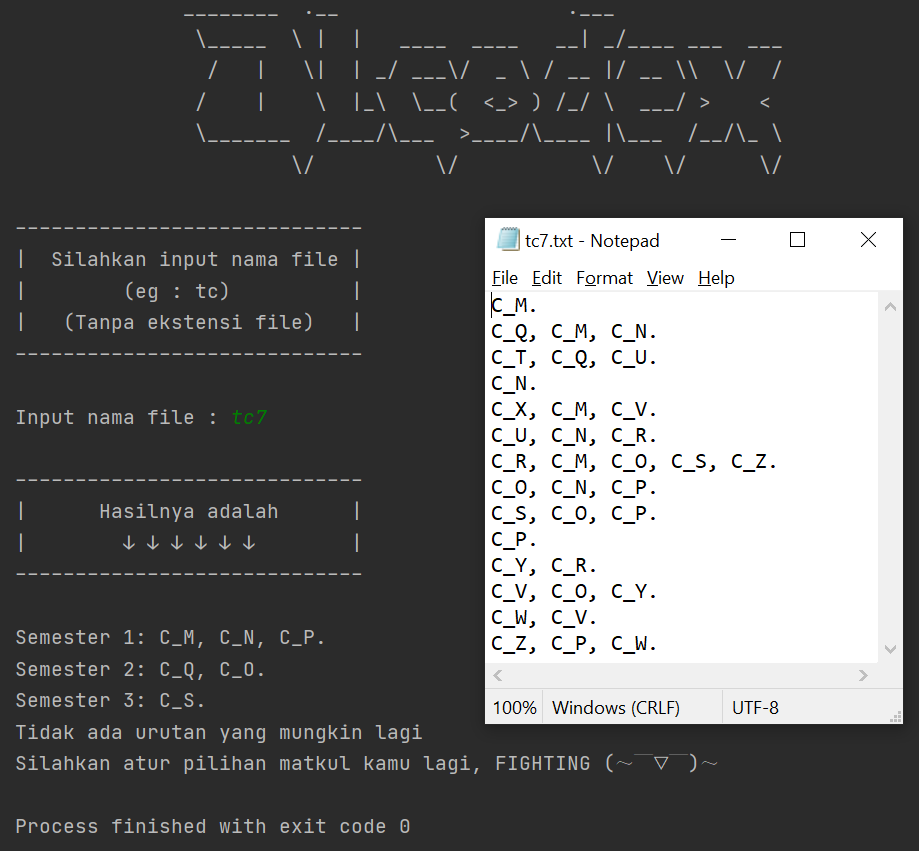 ________  .__                   .___
\_____  \ |  |   ____  ____   __| _/____ ___  ___
/   |   \|  | _/ ___\/  _ \ / __ |/ __ \\  \/  /
/    |    \  |_\  \__(  <_> ) /_/ \  ___/ >    <
\_______  /____/\___  >____/\____ |\___  /__/\_ \
\/          \/           \/    \/      \/
-----------------------------
|  Silahkan input nama file |
|        (eg : tc)          |
|   (Tanpa ekstensi file)   |
-----------------------------
Input nama file : tc7
-----------------------------
|      Hasilnya adalah      |
|        ↓ ↓ ↓ ↓ ↓ ↓        |
-----------------------------
Semester 1: C_M, C_N, C_P.
Semester 2: C_Q, C_O.
Semester 3: C_S.
Tidak ada urutan yang mungkin lagi
Silahkan atur pilihan matkul kamu lagi, FIGHTING (~￣▽￣)~
Process finished with exit code 0
tc7.txt - Notepad
File Edit Format View Help
C_M.
C_Q, C_M, C_N.
C_T, C_Q, C_U.
C_N.
C_X, C_M, C_V.
C_U, C_N, C_R.
C_R, C_M, C_O, C_S, C_Z.
C_O, C_N, C_P.
C_S, C_O, C_P.
C_P.
C_Y, C_R.
C_V, C_O, C_Y.
C_W, C_V.
C_Z, C_P, C_W.
100% Windows (CRLF) UTF-8